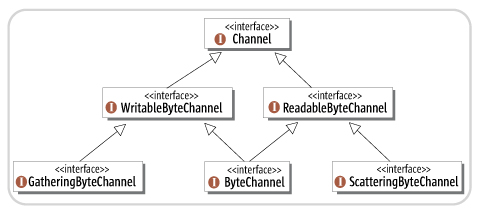 <<interface>>
I Channel
<<interface>>
I WritableByteChannel
<<interface>>
I ReadableByteChannel
<<interface>>
I GatheringByteChannel
<<interface>>
I ByteChannel
<<interface>>
I ScatteringByteChannel